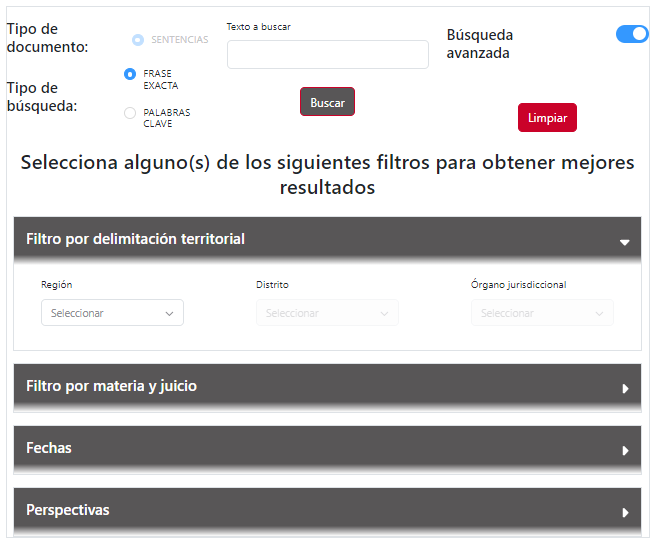 Tipo de
documento:
SENTENCIAS
Texto a buscar
Búsqueda
avanzada
Tipo de
búsqueda:
FRASE
EXACTA
PALABRAS
CLAVE
Buscar
Limpiar
Selecciona alguno(s) de los siguientes filtros para obtener mejores
resultados
Filtro por delimitación territorial
Región
Distrito
Órgano jurisdiccional
Seleccionar
Seleccionar
Seleccionar
Filtro por materia y juicio
Fechas
Perspectivas